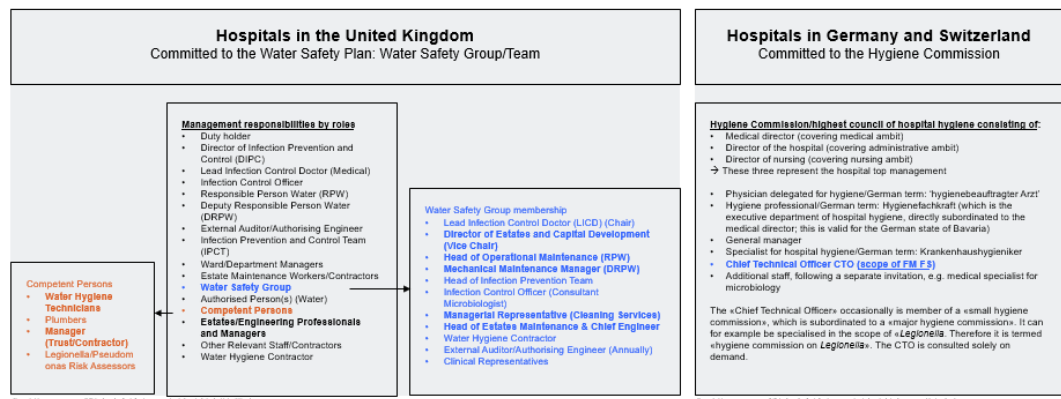 Hospitals in the United Kingdom
Committed to the Water Safety Plan: Water Safety Group/Team
Management responsibilities by roles
• Duty holder
• Director of Infection Prevention and
Control (DIPC)
• Lead Infection Control Doctor (Medical)
• Infection Control Officer
• Responsible Person Water (RPW)
• Deputy Responsible Person Water
(DRPW)
• External Auditor/Authorising Engineer
• Infection Prevention and Control Team
(IPCT)
• Ward/Department Managers
• Estate Maintenance Workers/Contractors
• Water Safety Group
• Authorised Person(s) (Water)
• Competent Persons
• Estates/Engineering Professionals
and Managers
• Other Relevant Staff/Contractors
• Water Hygiene Contractor
Competent Persons
• Water Hygiene
Technicians
• Plumbers
• Manager
(Trust/Contractor)
• Legionella/Pseudom
onas Risk Assessors
Water Safety Group membership
• Lead Infection Control Doctor (LICD) (Chair)
• Director of Estates and Capital Development
(Vice Chair)
• Head of Operational Maintenance (RPW)
• Mechanical Maintenance Manager (DRPW)
• Head of Infection Prevention Team
• Infection Control Officer (Consultant
Microbiologist)
• Managerial Representative (Cleaning Services)
• Head of Estates Maintenance & Chief Engineer
• Water Hygiene Contractor
• External Auditor/Authorising Engineer (Annually)
• Clinical Representatives
Hospitals in Germany and Switzerland
Committed to the Hygiene Commission
Hygiene Commission/highest council of hospital hygiene consisting of:
• Medical director (covering medical ambit)
• Director of the hospital (covering administrative ambit)
• Director of nursing (covering nursing ambit)
→ These three represent the hospital top management
• Physician delegated for hygiene/German term: 'hygienebeauftragter Arzt'
• Hygiene professional/German term: Hygienefachkraft (which is the
executive department of hospital hygiene, directly subordinated to the
medical director; this is valid for the German state of Bavaria)
• General manager
• Specialist for hospital hygiene/German term: Krankenhaushygieniker
• Chief Technical Officer CTO (scope of FM FS)
• Additional staff, following a separate invitation, e.g. medical specialist for
microbiology
The «Chief Technical Officer» occasionally is member of a «small hygiene
commission», which is subordinated to a «major hygiene commission». It can
for example be specialised in the scope of «Legionella. Therefore it is termed
«hygiene commission on Legionella». The CTO is consulted solely on
demand.